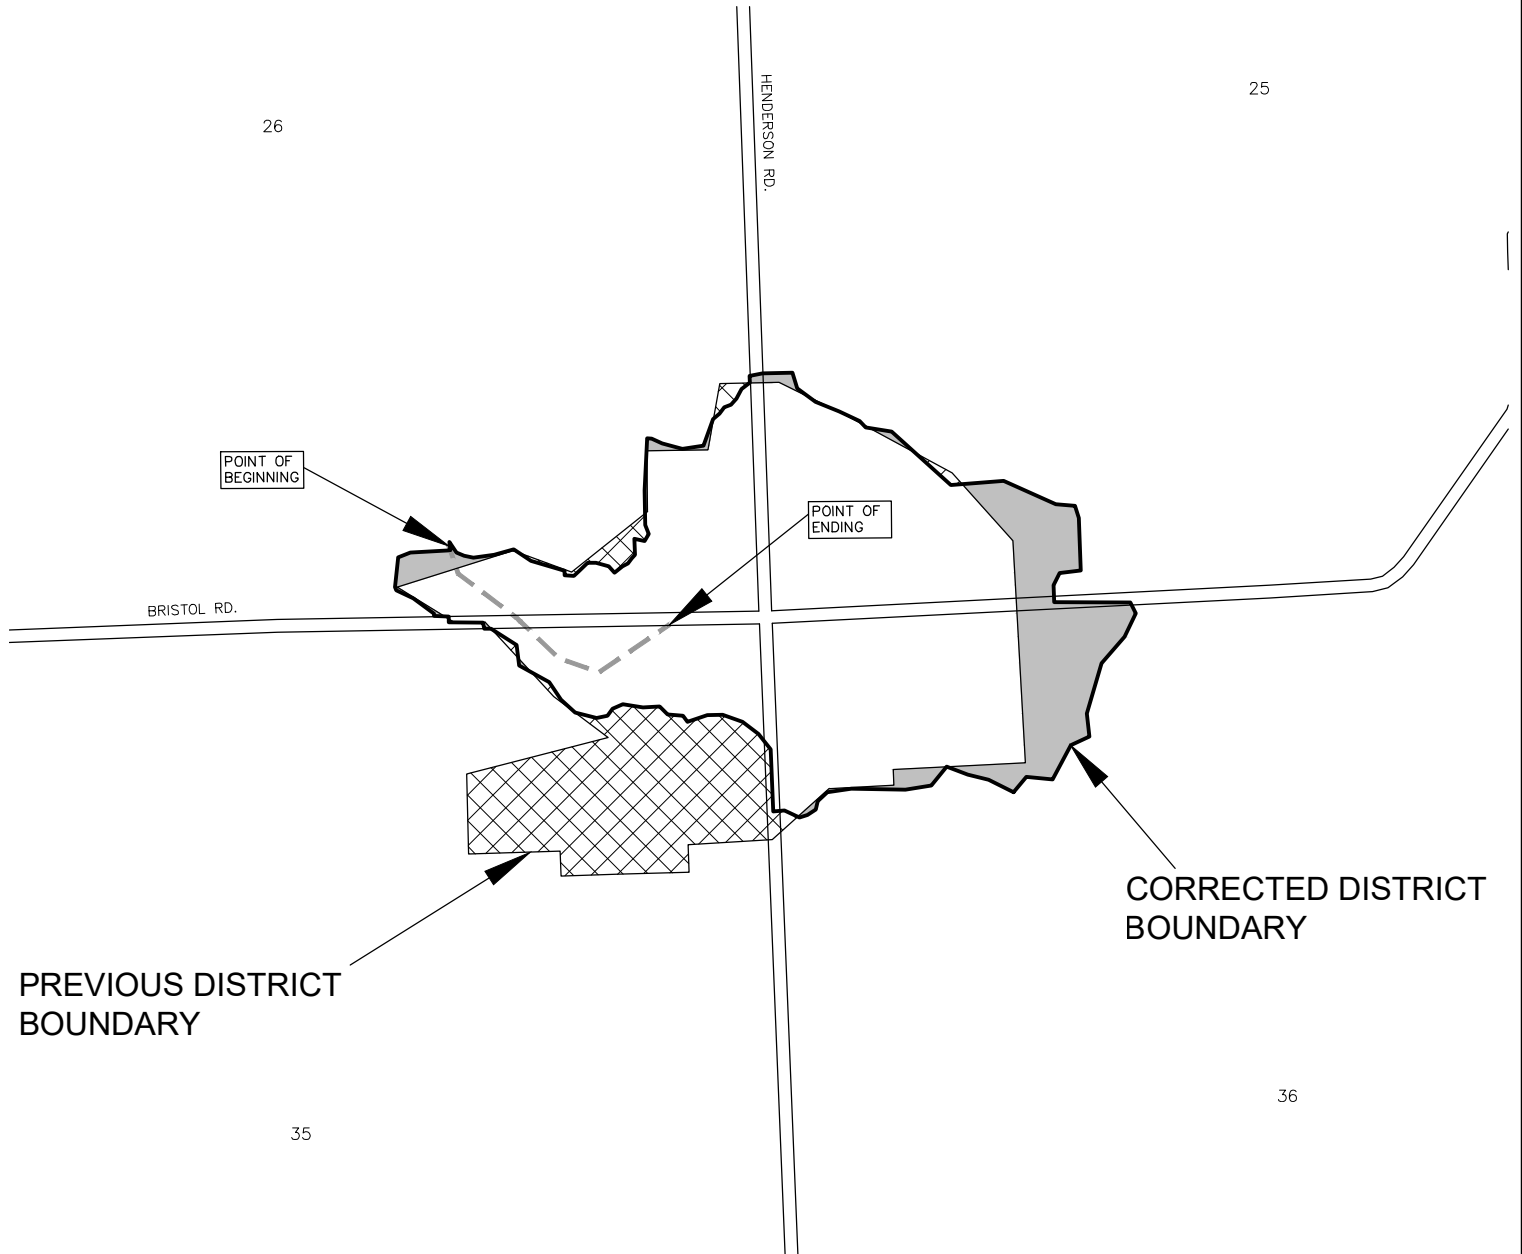 25
26
HENDERSON RD.
POINT OF
BEGINNING
POINT OF
ENDING
BRISTOL RD.
CORRECTED DISTRICT
BOUNDARY
PREVIOUS DISTRICT
BOUNDARY
36
35